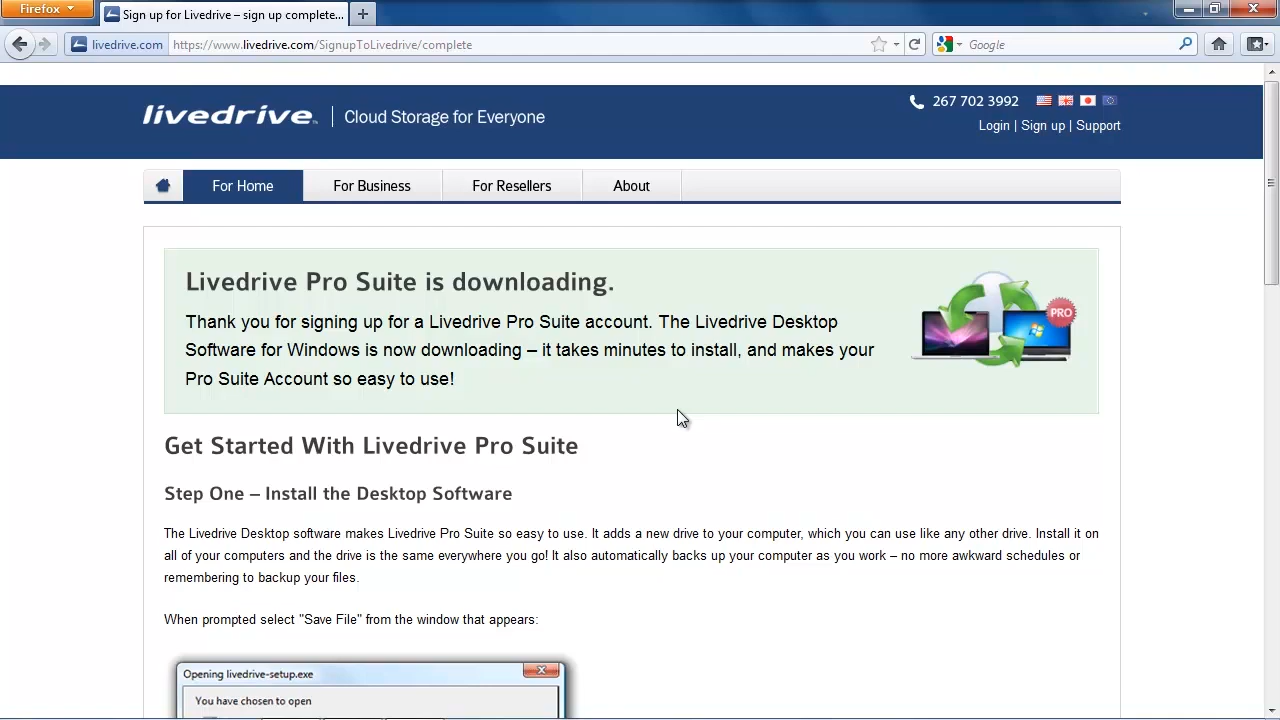 Firefox
Sign up for Livedrive – sign up complete...
livedrive.com
https://www.livedrive.com/SignupToLivedrive/complete
Google
livedrive™
Cloud Storage for Everyone
267 702 3992
Login | Sign up | Support
For Home
For Business
For Resellers
About
Livedrive Pro Suite is downloading.
Thank you for signing up for a Livedrive Pro Suite account. The Livedrive Desktop
Software for Windows is now downloading – it takes minutes to install, and makes your
Pro Suite Account so easy to use!
PRO
Get Started With Livedrive Pro Suite
Step One – Install the Desktop Software
The Livedrive Desktop software makes Livedrive Pro Suite so easy to use. It adds a new drive to your computer, which you can use like any other drive. Install it on
all of your computers and the drive is the same everywhere you go! It also automatically backs up your computer as you work – no more awkward schedules or
remembering to backup your files.
When prompted select "Save File" from the window that appears:
Opening livedrive-setup.exe
You have chosen to open